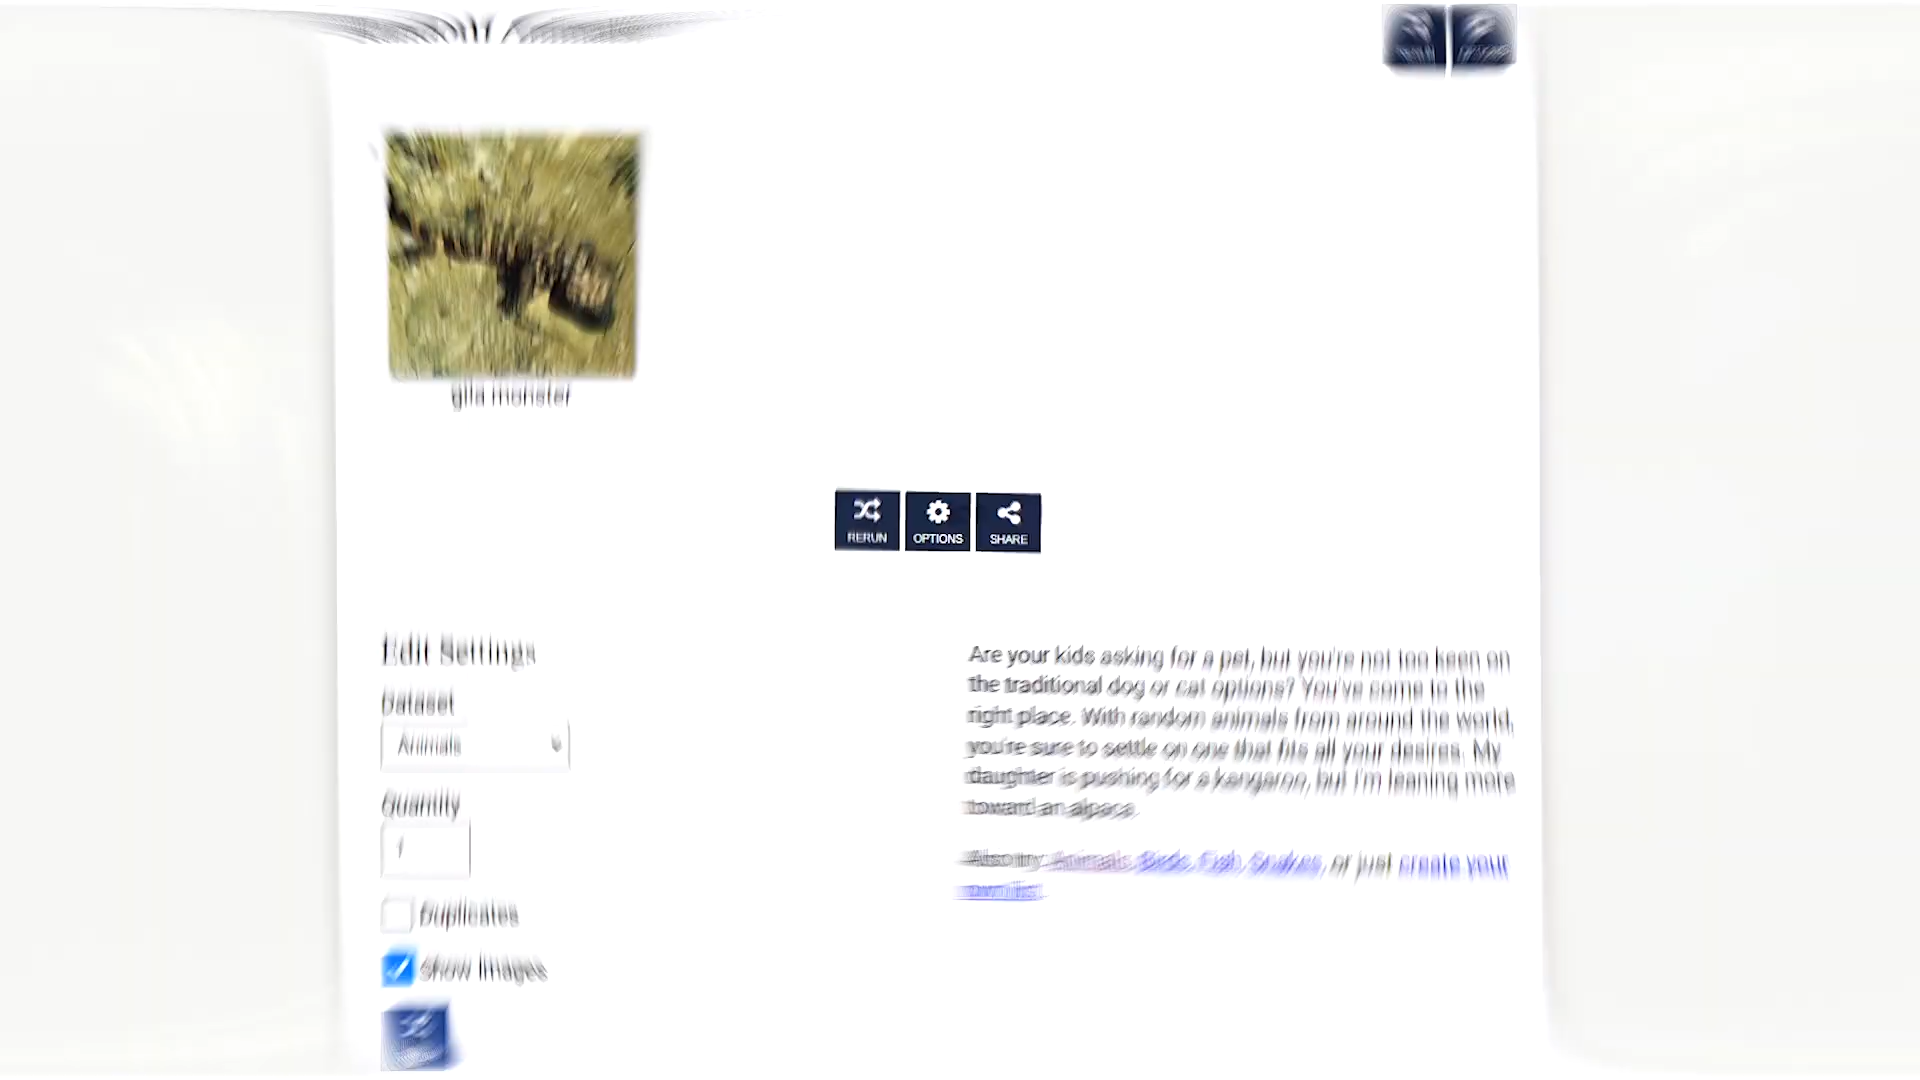 gila monster
RERUN
OPTIONS
SHARE
Edit Settings
Dataset
Animals
Quantity
1
Duplicates
Show Images
Are your kids asking for a pet, but you're not too keen on
the traditional dog or cat options? You've come to the
right place. With random animals from around the world,
you're sure to settle on one that fits all your desires. My
daughter is pushing for a kangaroo, but I'm leaning more
toward an alpaca.
Also try: Animals, Birds, Fish, Snakes, or just create your
own list.